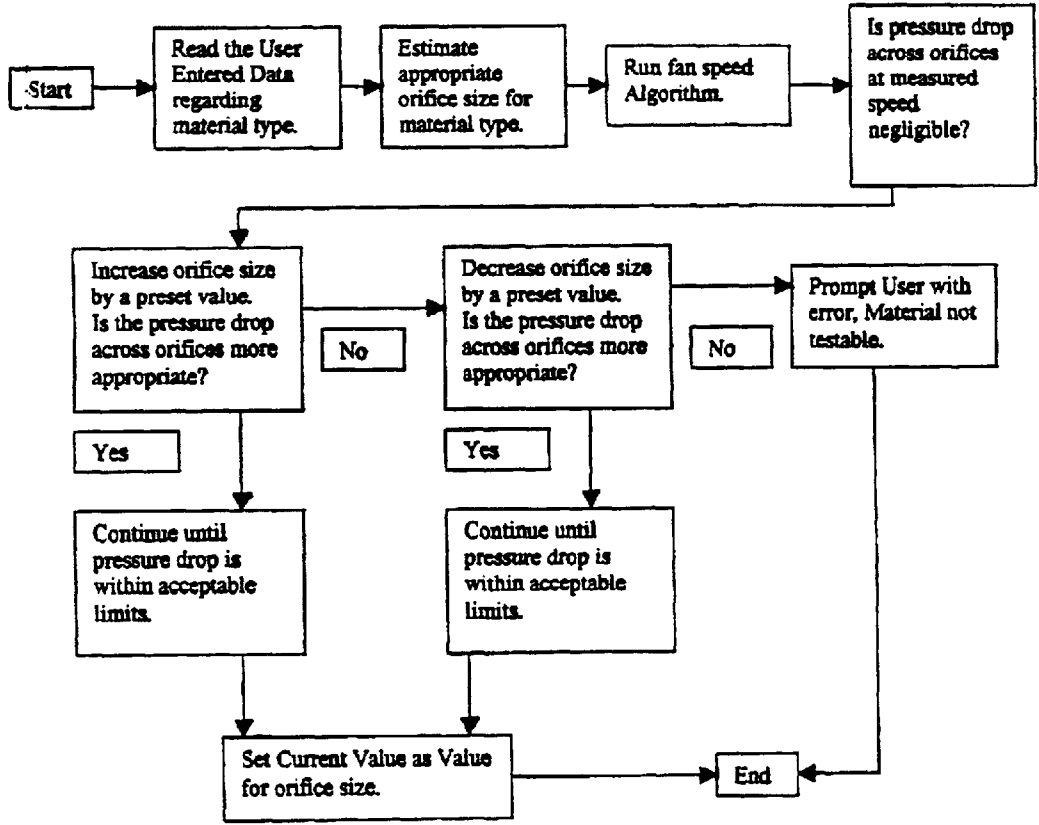 Start
Read the User
Entered Data
regarding
material type.
Estimate
appropriate
orifice size for
material type.
Run fan speed
Algorithm.
Is pressure drop
across orifices
at measured
speed
negligible?
Increase orifice size
by a preset value.
Is the pressure drop
across orifices more
appropriate?
No
Decrease orifice size
by a preset value.
Is the pressure drop
across orifices more
appropriate?
No
Prompt User with
error, Material not
testable.
Yes
Yes
Continue until
pressure drop is
within acceptable
limits.
Continue until
pressure drop is
within acceptable
limits.
Set Current Value as Value
for orifice size.
End